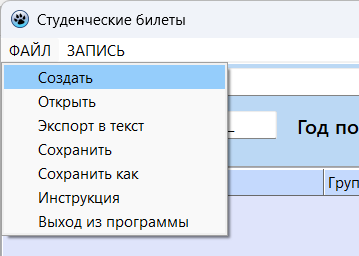 Студенческие билеты
ФАЙЛ ЗАПИСЬ
Создать
Открыть
Экспорт в текст
Год по
Сохранить
Сохранить как
Груп
Инструкция
Выход из программы